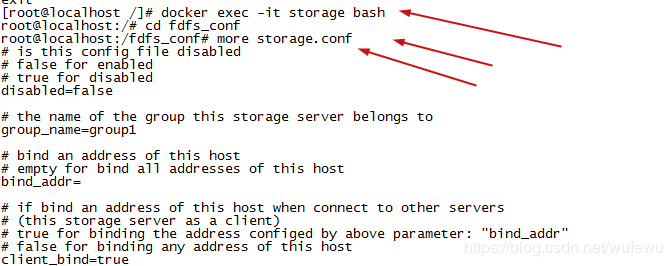 exit
[root@localhost /]# docker exec -it storage bash
root@localhost:/# cd fdfs_conf
root@localhost:/fdfs_conf# more storage.conf
# is this config file disabled
# false for enabled
# true for disabled
disabled=false
# the name of the group this storage server belongs to
group_name=group1
# bind an address of this host
# empty for bind all addresses of this host
bind_addr=
# if bind an address of this host when connect to other servers
# (this storage server as a client)
# true for binding the address configed by above parameter: "bind_addr"
# false for binding any address of this host
https://blog.csdn.net/wufewu
client_bind=true